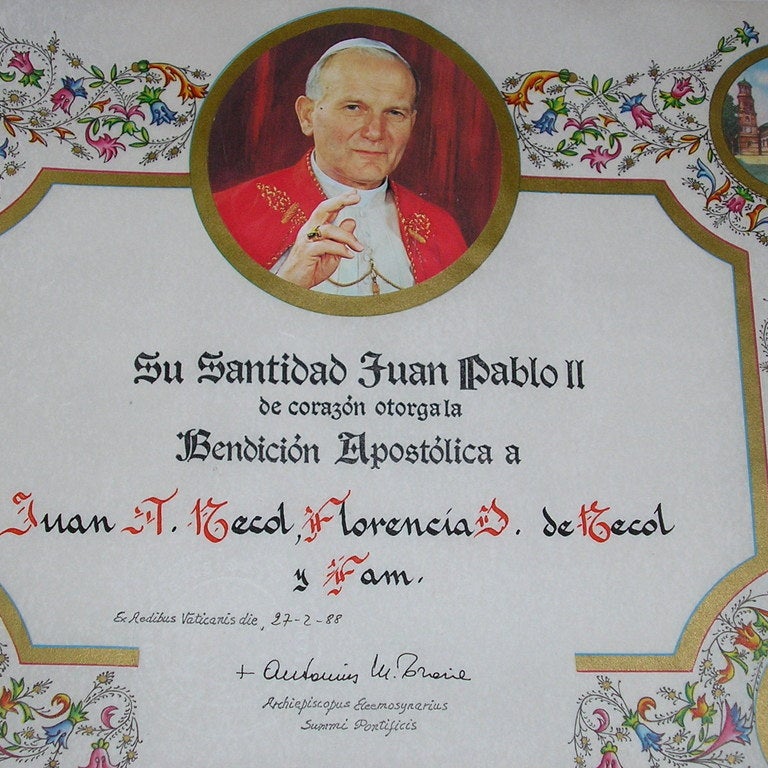 Su Santidad Juan Pablo II
de corazón otorga la
Bendición Apostólica a
Juan A. Necol, Florencia D. de Necol
y Fam.
Ex Aedibus Vaticanis die, 27-2-88
+ Antonius M.
Archiepiscopus Eleemosynarius
Summi Pontificis